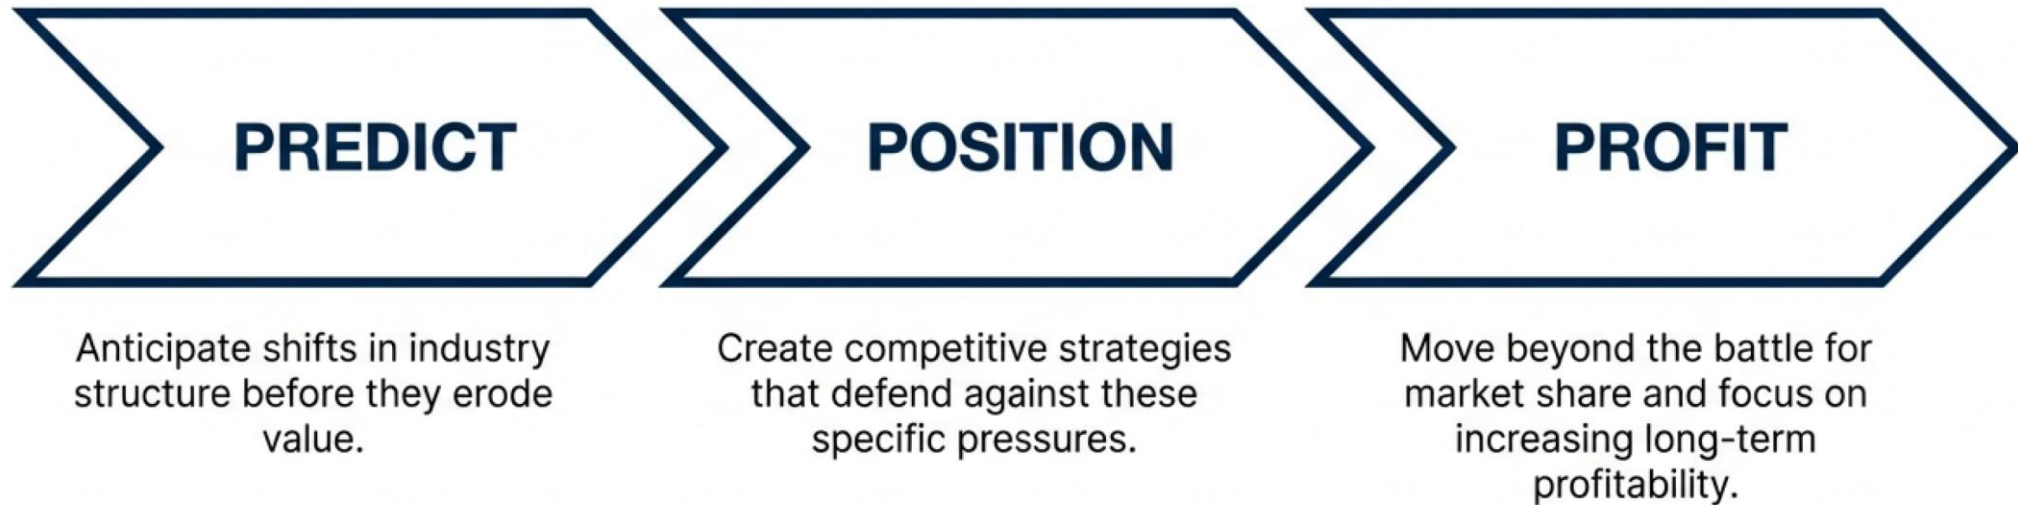 PREDICT
Anticipate shifts in industry
structure before they erode
value.
POSITION
Create competitive strategies
that defend against these
specific pressures.
PROFIT
Move beyond the battle for
market share and focus on
increasing long-term
profitability.